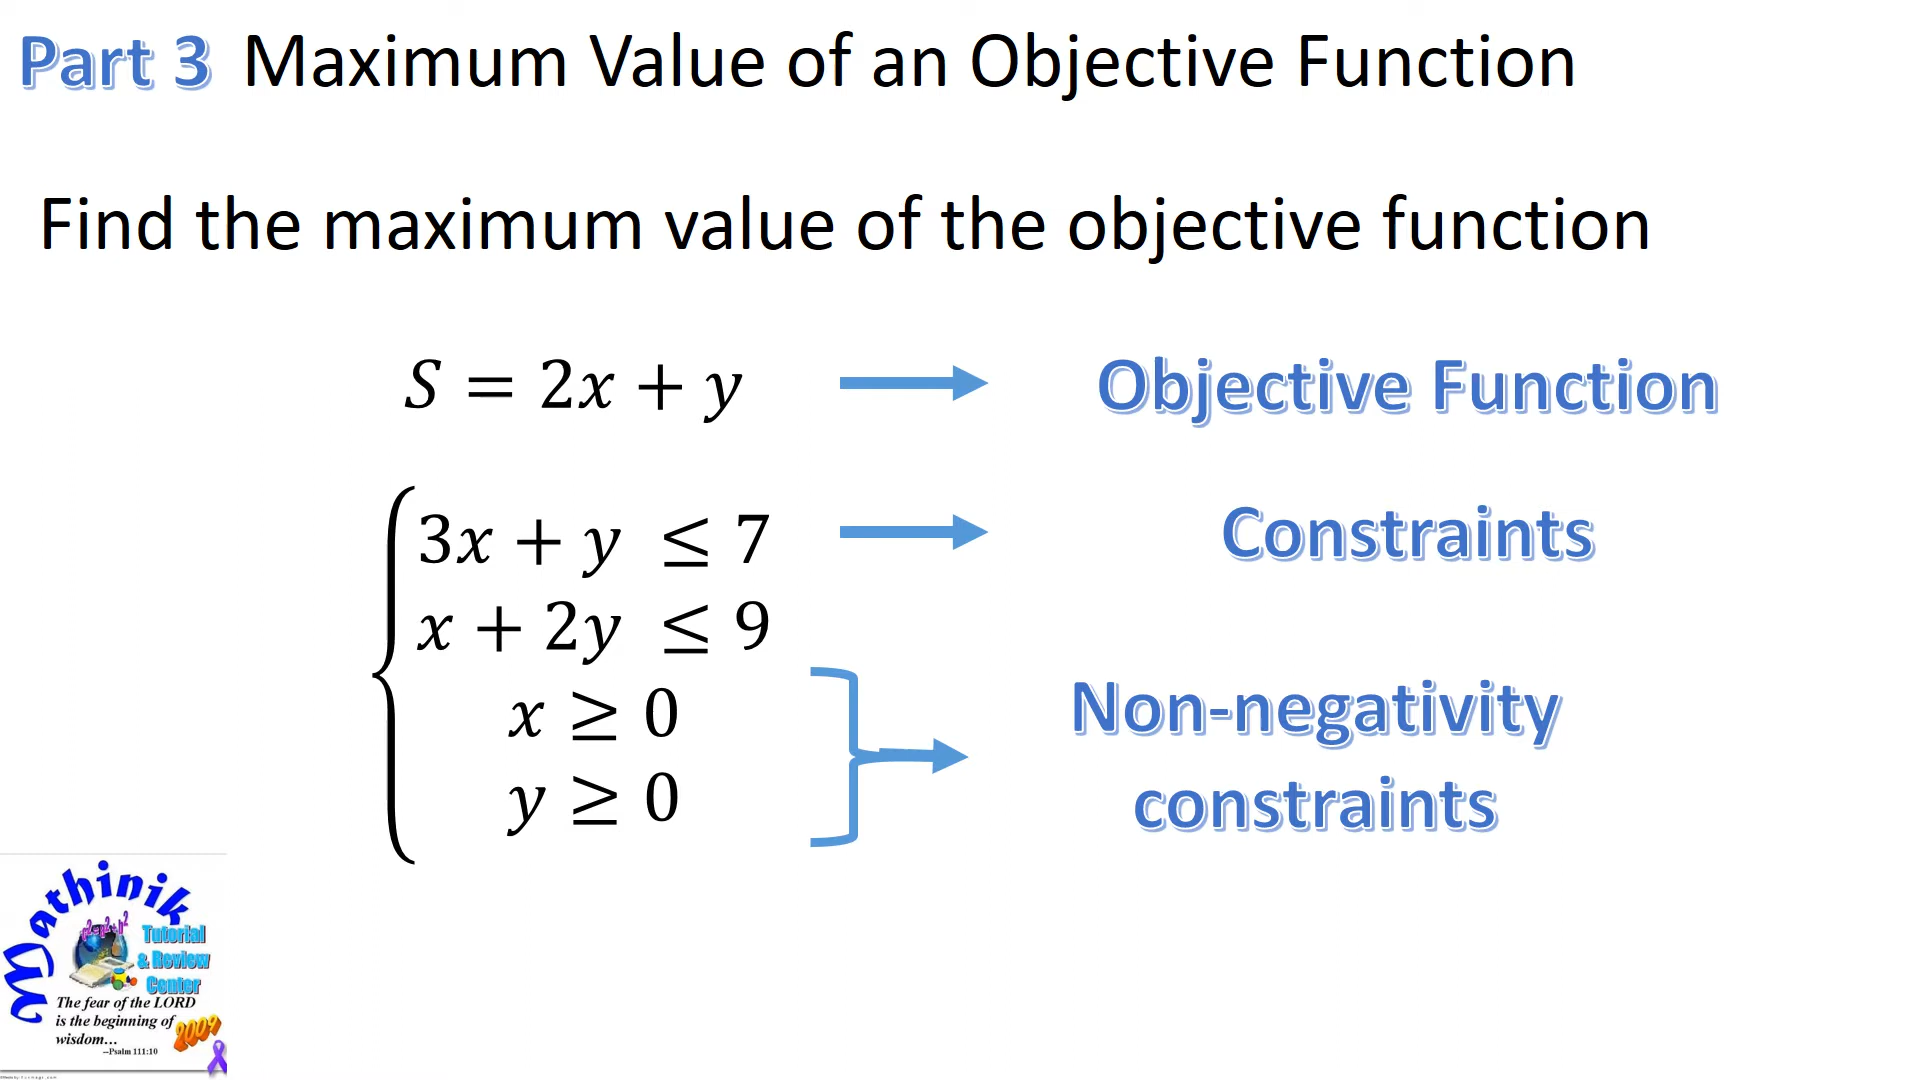 Part 3 Maximum Value of an Objective Function
Find the maximum value of the objective function
S = 2x + y
Objective Function
3x + y ≤ 7
Constraints
x + 2y ≤ 9
x ≥ 0
y ≥ 0
Non-negativity
constraints
Mathinik
Tutorial
& Review
Center
The fear of the LORD
is the beginning of
wisdom...
--Psalm 111:10
2009